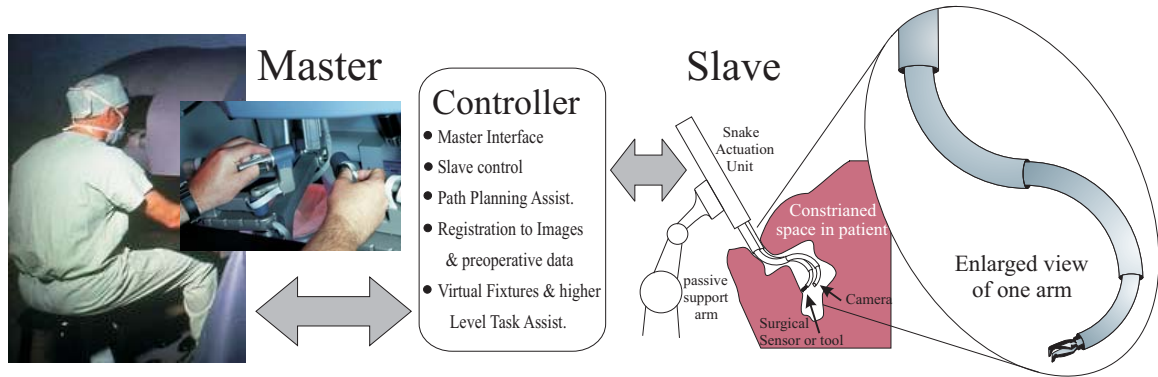 Master
Controller
● Master Interface
● Slave control
● Path Planning Assist.
● Registration to Images
& preoperative data
● Virtual Fixtures & higher
Level Task Assist.
Slave
Snake
Actuation
Unit
Constrianed
space in patient
passive
support
arm
Camera
Surgical
Sensor or tool
Enlarged view
of one arm